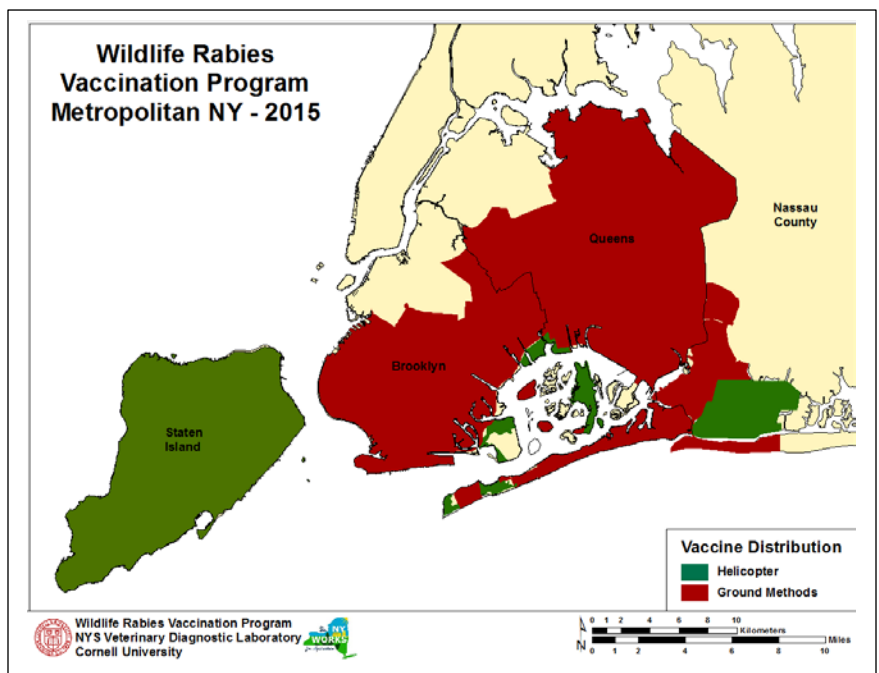 Wildlife Rabies
Vaccination Program
Metropolitan NY - 2015
Nassau
County
Queens
Brooklyn
Staten
Island
Vaccine Distribution
Helicopter
Ground Methods
Wildlife Rabies Vaccination Program
NYS Veterinary Diagnostic Laboratory
Cornell University
NY
WORKS
N
0 1 2 4 6 8 10
Kilometers
Miles
0 1 2 4 6 8 10